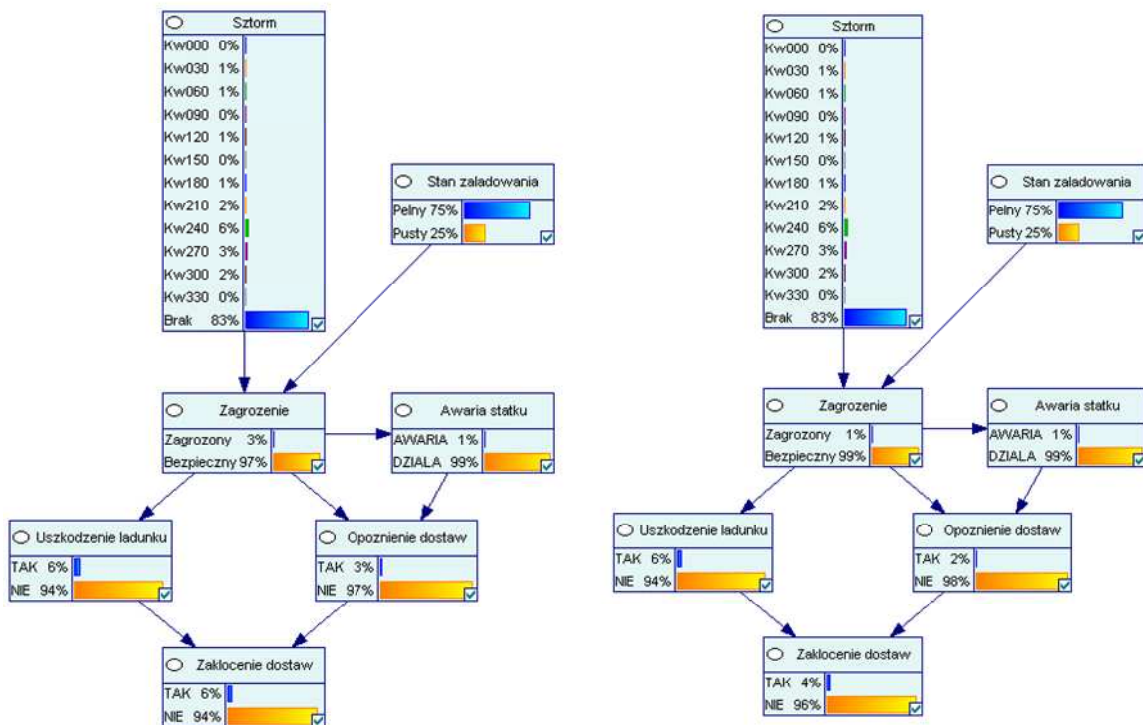 Sztorm
Kw000 0%
Kw030 1%
Kw060 1%
Kw090 0%
Kw120 1%
Kw150 0%
Kw180 1%
Kw210 2%
Kw240 6%
Kw270 3%
Kw300 2%
Kw330 0%
Brak 83%
Stan zaladowania
Pelny 75%
Pusty 25%
Zagrozenie
Zagrozony 3%
Bezpieczny 97%
Awaria statku
AWARIA 1%
DZIALA 99%
Uszkodzenie ladunku
TAK 6%
NIE 94%
Opoznienie dostaw
TAK 3%
NIE 97%
Zaklocenie dostaw
TAK 6%
NIE 94%
Sztorm
Kw000 0%
Kw030 1%
Kw060 1%
Kw090 0%
Kw120 1%
Kw150 0%
Kw180 1%
Kw210 2%
Kw240 6%
Kw270 3%
Kw300 2%
Kw330 0%
Brak 83%
Stan zaladowania
Pelny 75%
Pusty 25%
Zagrozenie
Zagrozony 1%
Bezpieczny 99%
Awaria statku
AWARIA 1%
DZIALA 99%
Uszkodzenie ladunku
TAK 6%
NIE 94%
Opoznienie dostaw
TAK 2%
NIE 98%
Zaklocenie dostaw
TAK 4%
NIE 96%